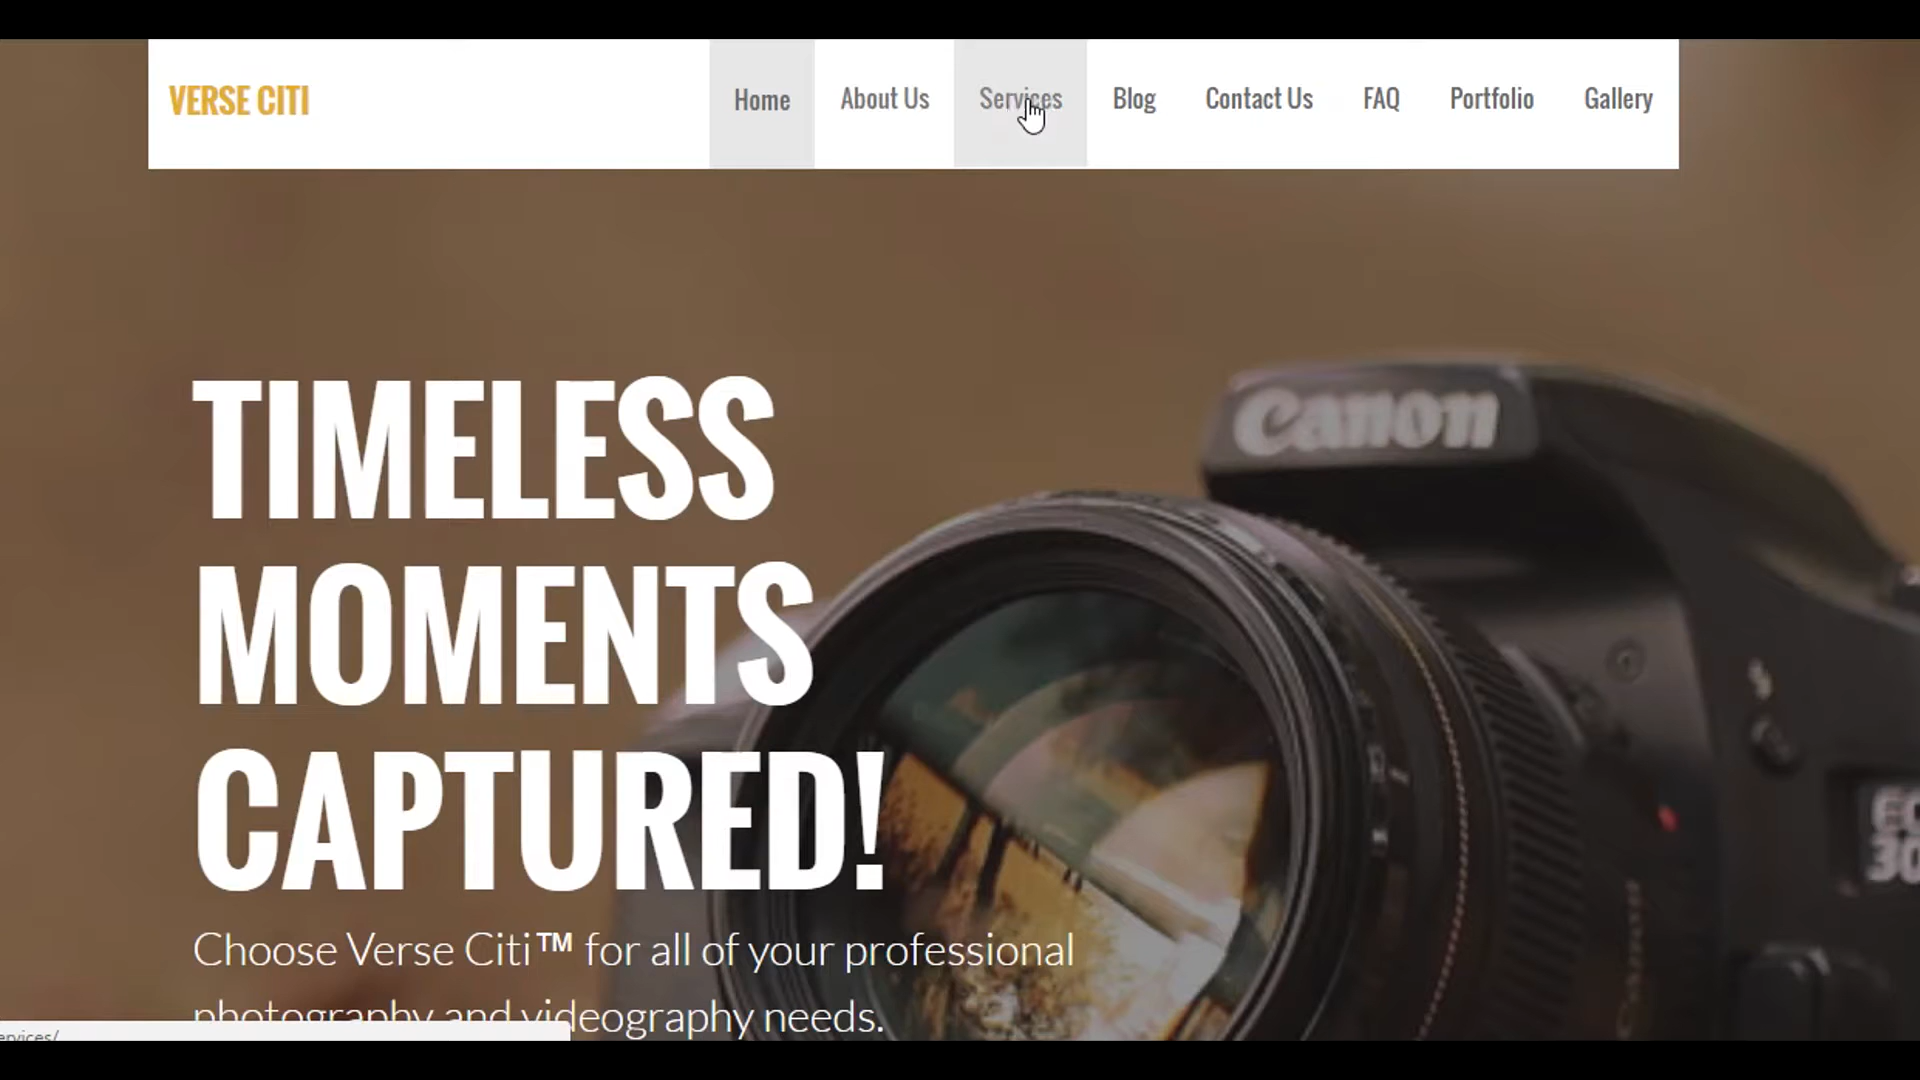 VERSE CITI
Home About Us Services Blog Contact Us FAQ Portfolio Gallery
Canon
TIMELESS
MOMENTS
CAPTURED!
Choose Verse Citi™ for all of your professional
photography and videography needs.
ervices/